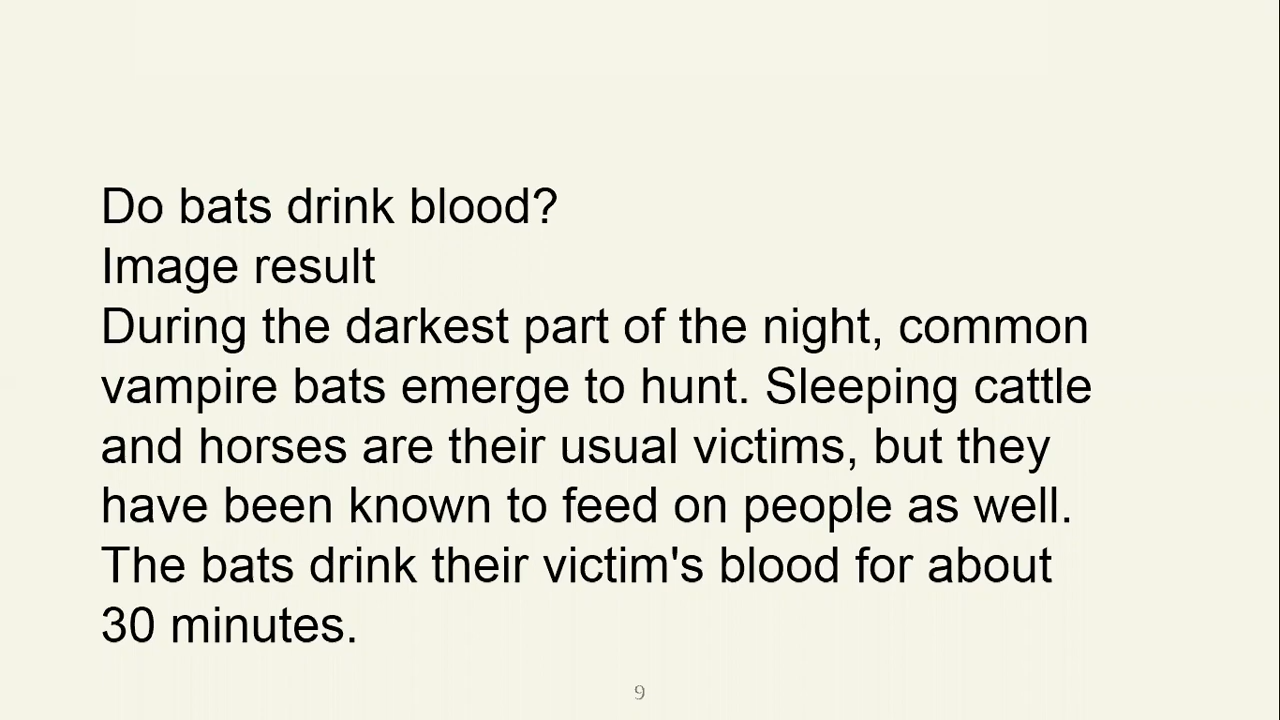 Do bats drink blood?
Image result
During the darkest part of the night, common
vampire bats emerge to hunt. Sleeping cattle
and horses are their usual victims, but they
have been known to feed on people as well.
The bats drink their victim's blood for about
30 minutes.
9